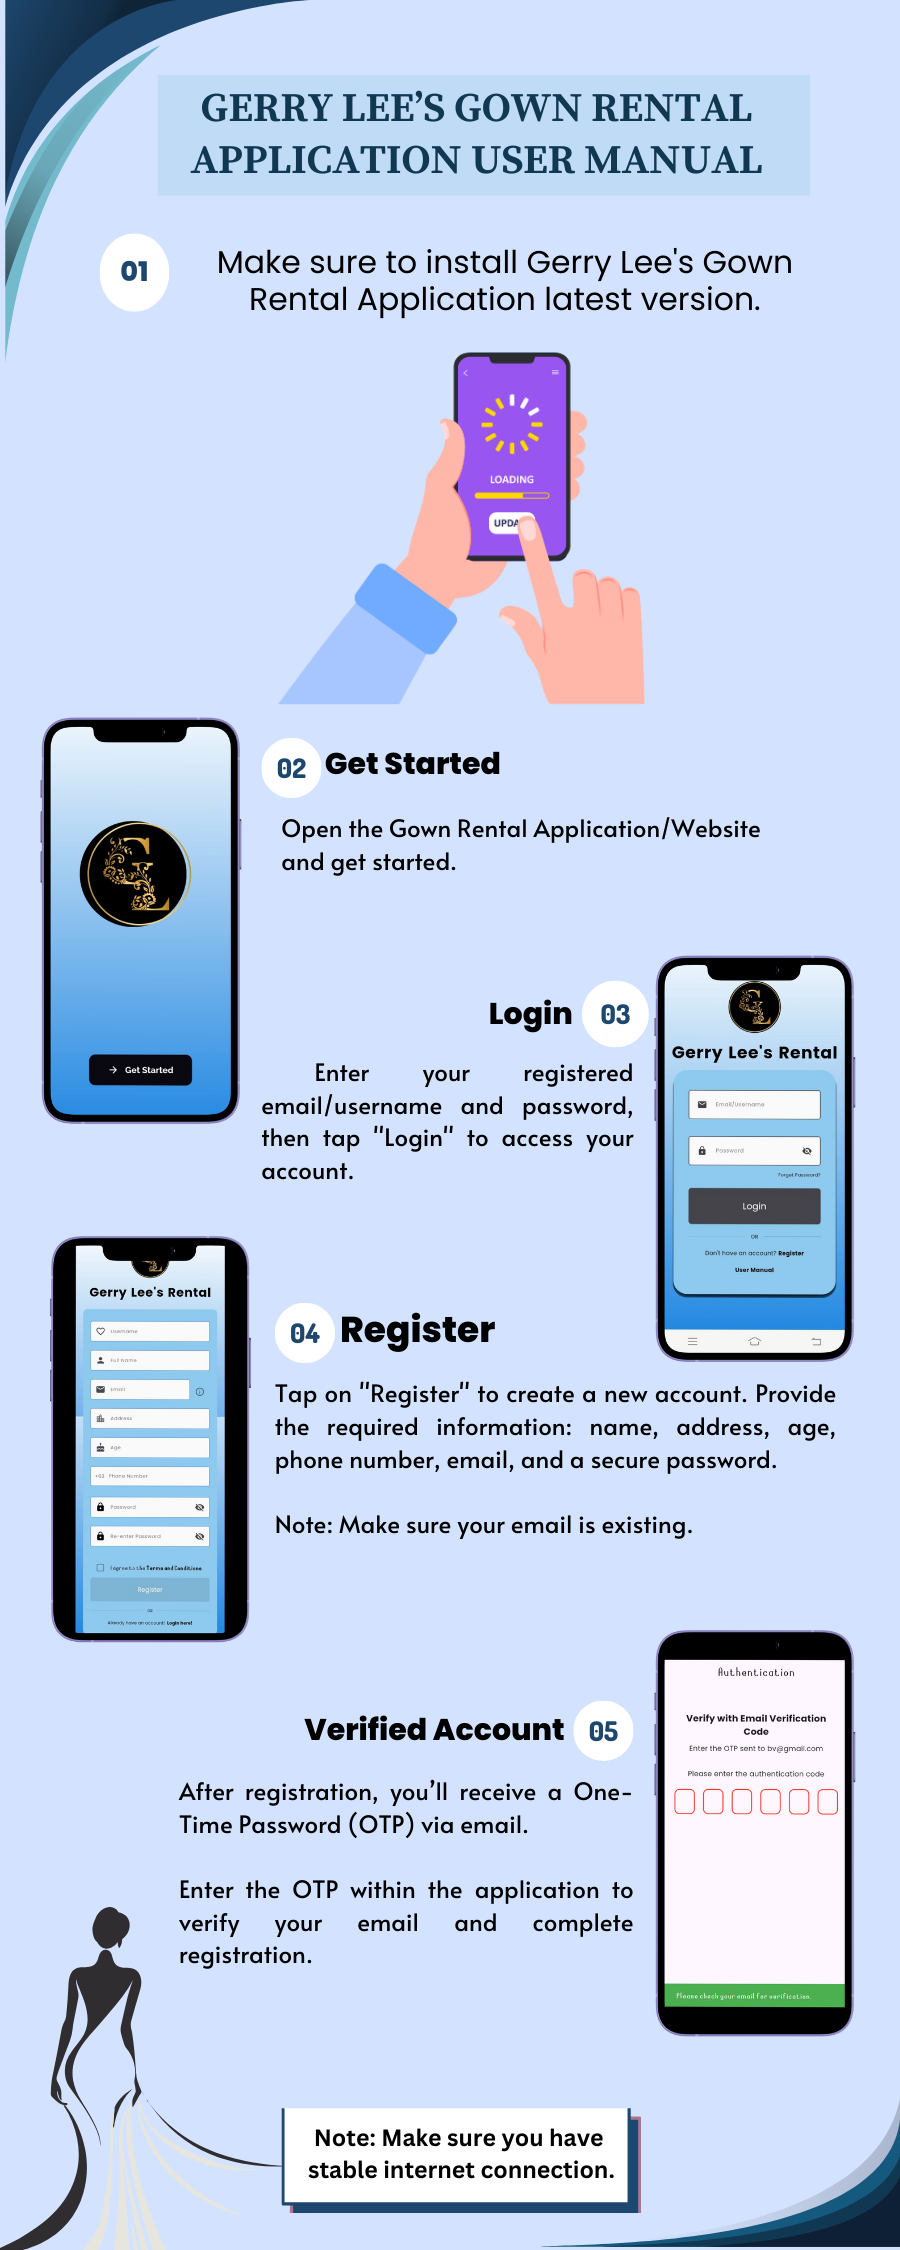 GERRY LEE’S GOWN RENTAL
APPLICATION USER MANUAL
01
Make sure to install Gerry Lee's Gown
Rental Application latest version.
LOADING
02
Get Started
Open the Gown Rental Application/Website
and get started.
Get Started
Login
03
Enter your registered
email/username and password,
then tap "Login" to access your
account.
Gerry Lee's Rental
Email/Username
Password
Forget Password?
Login
OR
Don't have an account? Register
User Manual
Gerry Lee's Rental
Username
Full Name
Email
Address
Age
+63 Phone Number
Password
Re-enter Password
I agree to the Terms and Conditions
Register
OR
Already have an account? Login here!
04
Register
Tap on "Register" to create a new account. Provide
the required information: name, address, age,
phone number, email, and a secure password.
Note: Make sure your email is existing.
Verified Account
05
After registration, you’ll receive a One-
Time Password (OTP) via email.
Enter the OTP within the application to
verify your email and complete
registration.
Authentication
Verify with Email Verification
Code
Enter the OTP sent to bv@gmail.com
Please enter the authentication code
Please check your email for verification.
Note: Make sure you have
stable internet connection.